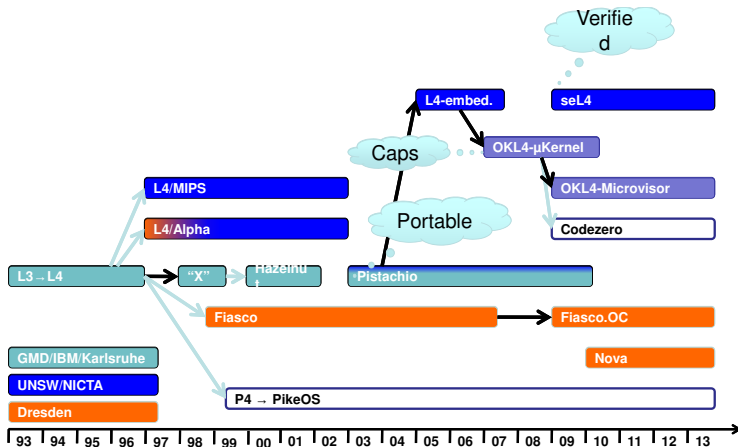 Verifie
d
L4-embed.
seL4
OKL4-µKernel
Caps
L4/MIPS
OKL4-Microvisor
Portable
L4/Alpha
Codezero
L3→L4
“X”
Hazelnu
t
Pistachio
Fiasco
Fiasco.OC
GMD/IBM/Karlsruhe
Nova
UNSW/NICTA
P4 → PikeOS
Dresden
93 94 95 96 97 98 99 00 01 02 03 04 05 06 07 08 09 10 11 12 13